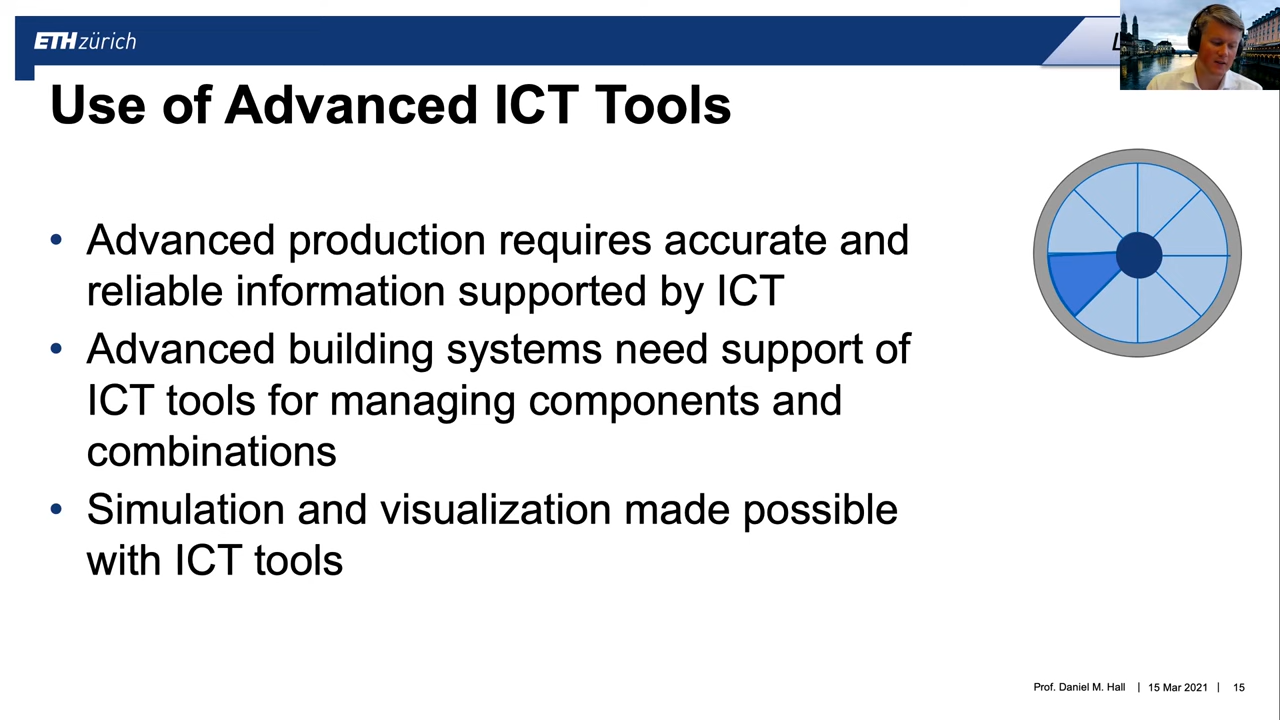 ETH zürich
Use of Advanced ICT Tools
• Advanced production requires accurate and
reliable information supported by ICT
• Advanced building systems need support of
ICT tools for managing components and
combinations
• Simulation and visualization made possible
with ICT tools
Prof. Daniel M. Hall | 15 Mar 2021 | 15